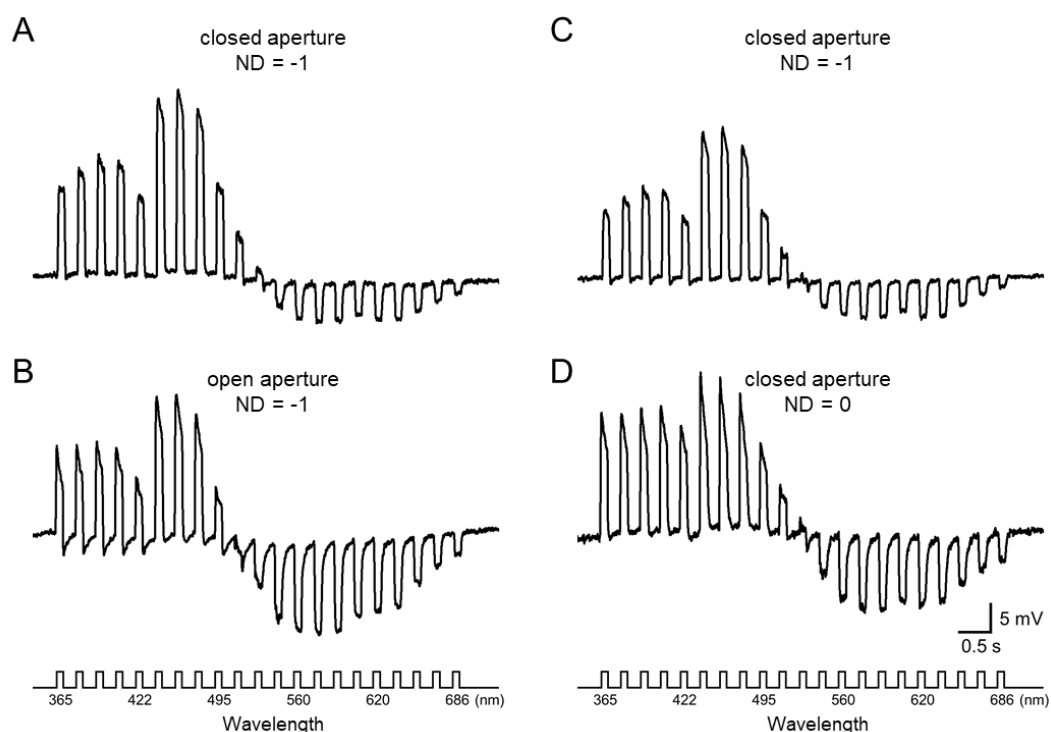 A
closed aperture
ND = -1
C
closed aperture
ND = -1
B
open aperture
ND = -1
D
closed aperture
ND = 0
5 mV
0.5 s
365 422 495 560 620 686 (nm)
Wavelength
365 422 495 560 620 686 (nm)
Wavelength